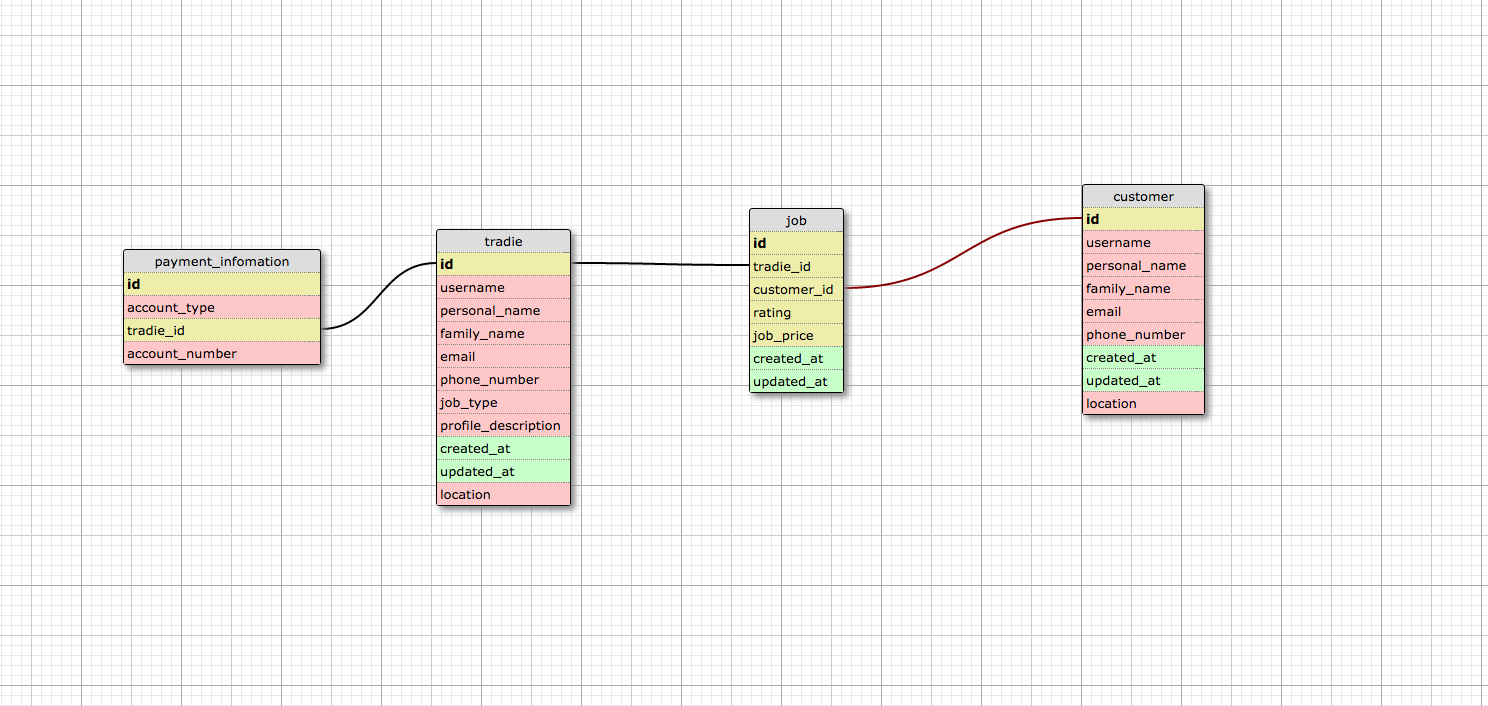 payment_infomation
id
account_type
tradie_id
account_number
tradie
id
username
personal_name
family_name
email
phone_number
job_type
profile_description
created_at
updated_at
location
job
id
tradie_id
customer_id
rating
job_price
created_at
updated_at
customer
id
username
personal_name
family_name
email
phone_number
created_at
updated_at
location